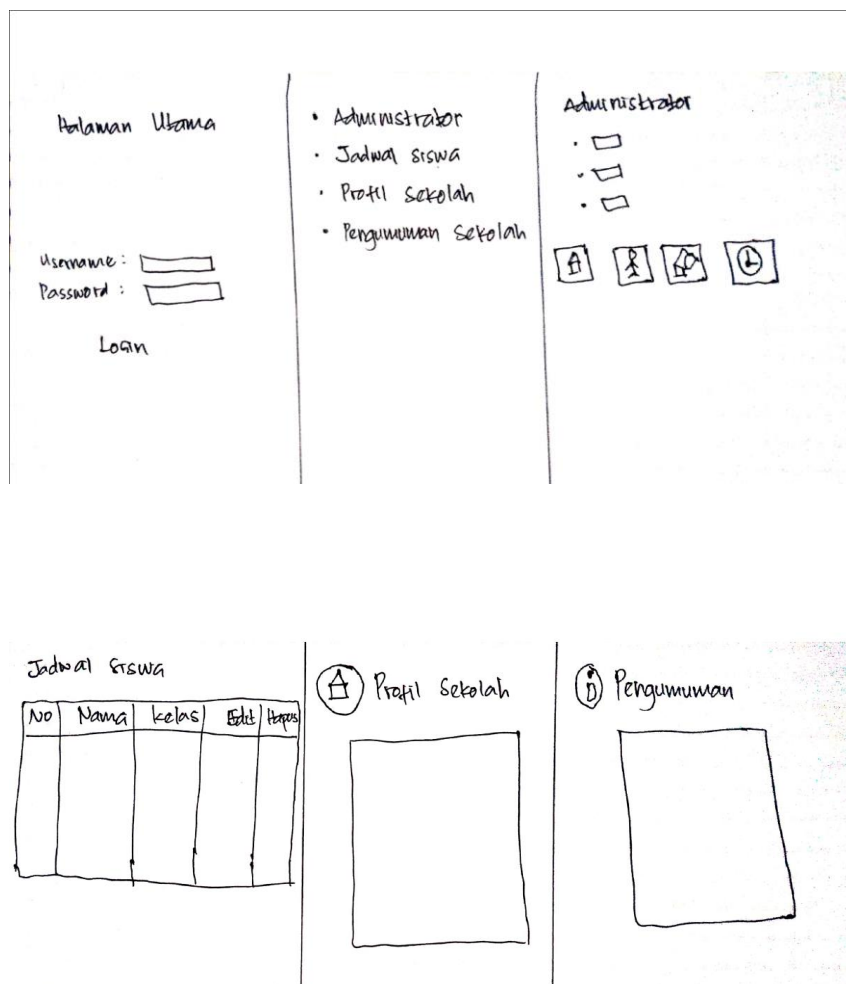 Halaman Utama
Username :
Password :
Login
• Administrator
• Jadwal siswa
• Profil Sekolah
• Pengumuman Sekolah
Administrator
Jadwal siswa
No Nama kelas Edit Hapus
Profil Sekolah
i Pengumuman